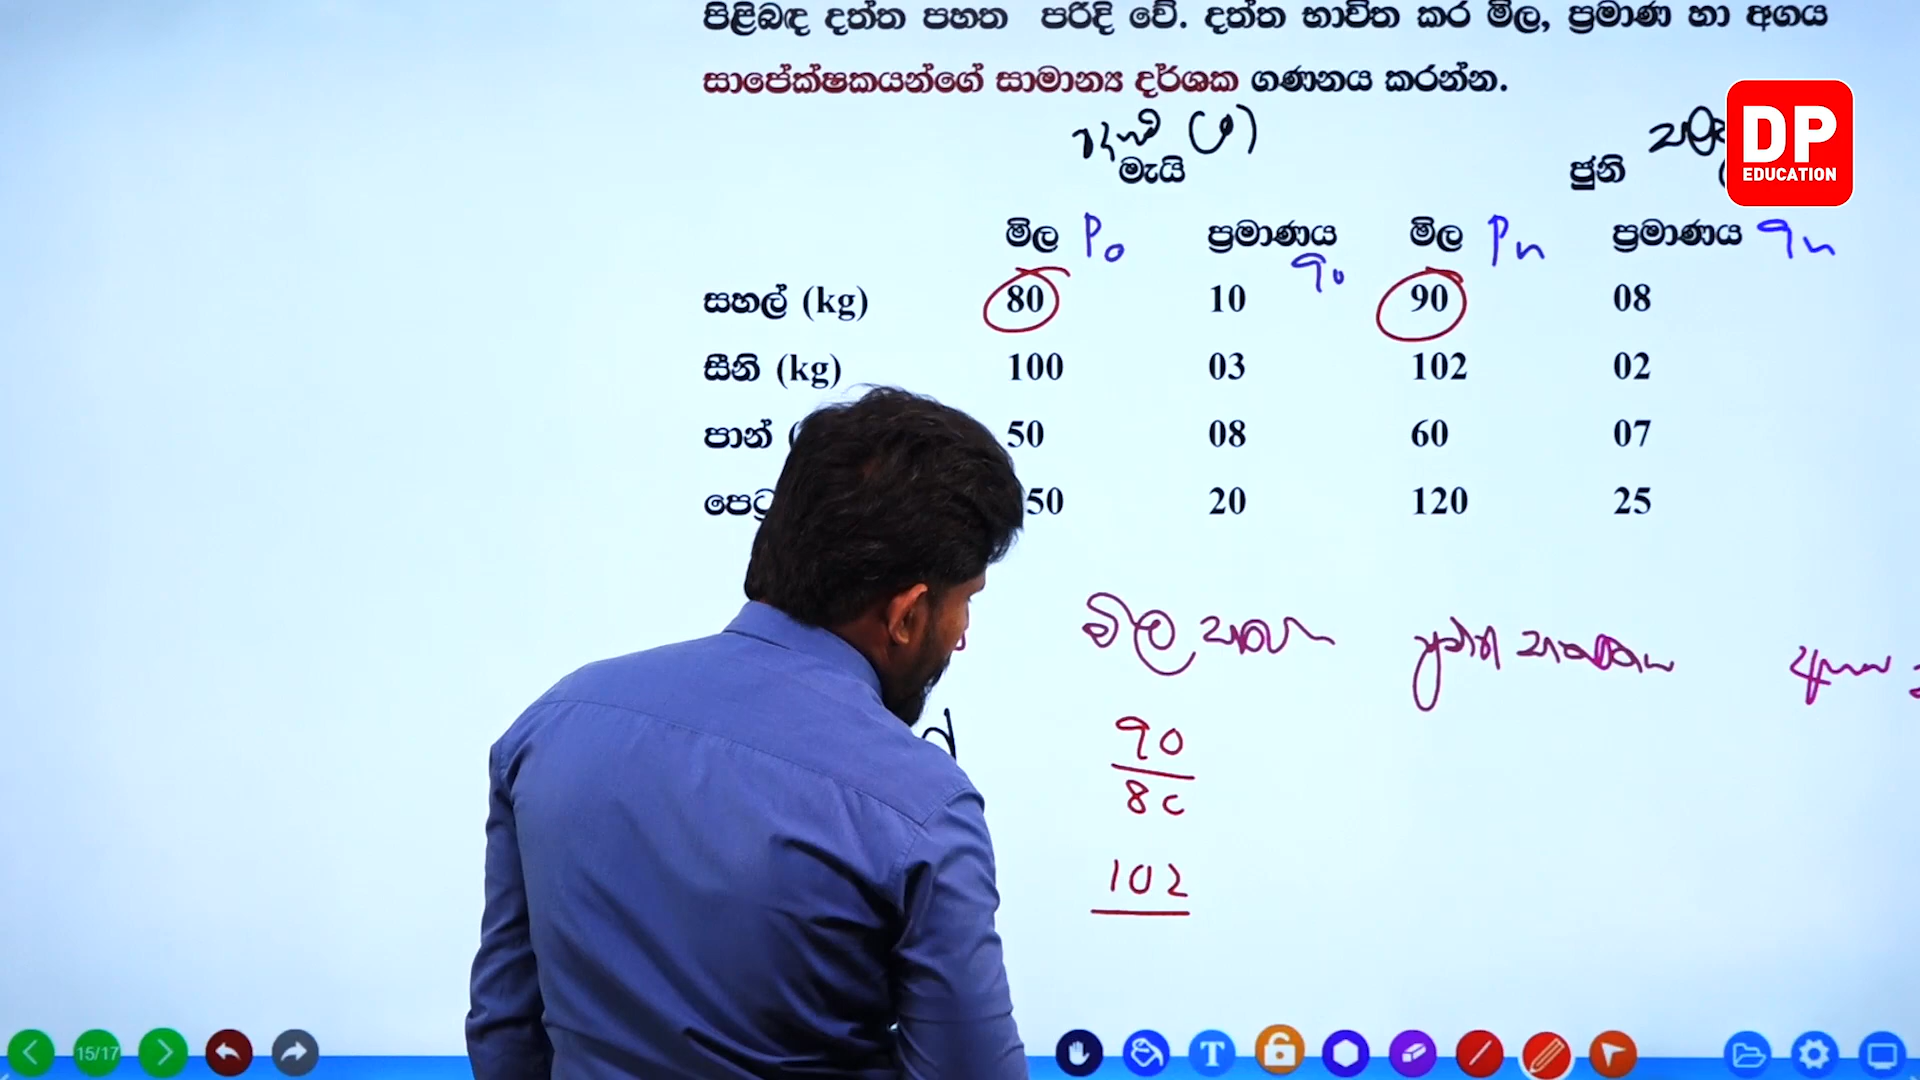 පිළිබඳ දත්ත පහත පරිදි වේ. දත්ත භාවිත කර මිල, ප්‍රමාණ හා අගය
සාපේක්ෂකයන්ගේ සාමාන්‍ය දර්ශක ගණනය කරන්න.
DP
EDUCATION
මැයි ජුනි
මිල P₀ ප්‍රමාණය q₀ මිල Pn ප්‍රමාණය qn
සහල් (kg) 80 10 90 08
සීනි (kg) 100 03 102 02
පාන් ( 50 08 60 07
50 20 120 25
මිල
90
80
102
15/17
T